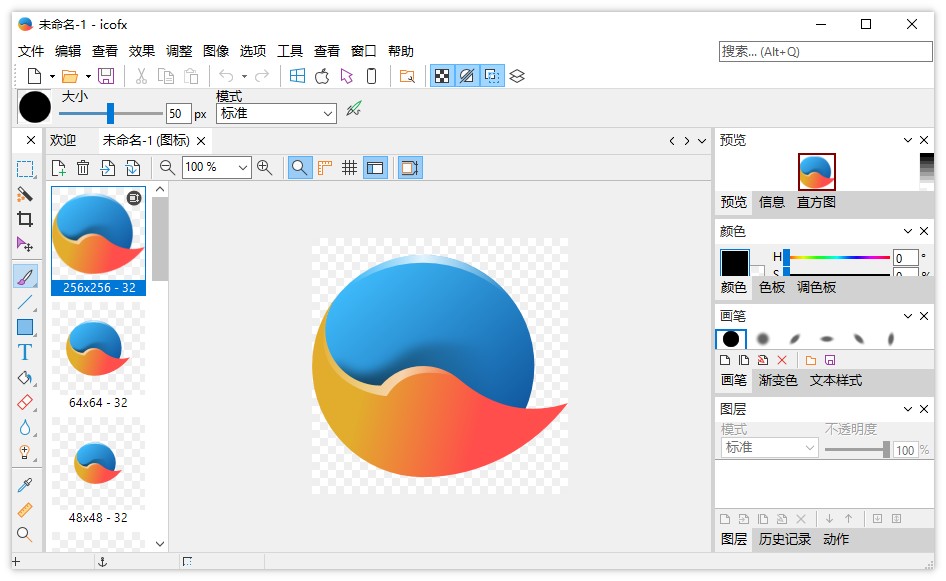 未命名-1 - icofx
文件 编辑 查看 效果 调整 图像 选项 工具 查看 窗口 帮助
搜索... (Alt+Q)
大小
50 px
模式
标准
欢迎
未命名-1 (图标)
100 %
256x256 - 32
64x64 - 32
48x48 - 32
预览
预览 信息 直方图
颜色
H 0 °
S 0 %
颜色 色板 调色板
画笔
画笔 渐变色 文本样式
图层
模式 不透明度
标准 100 %
图层 历史记录 动作